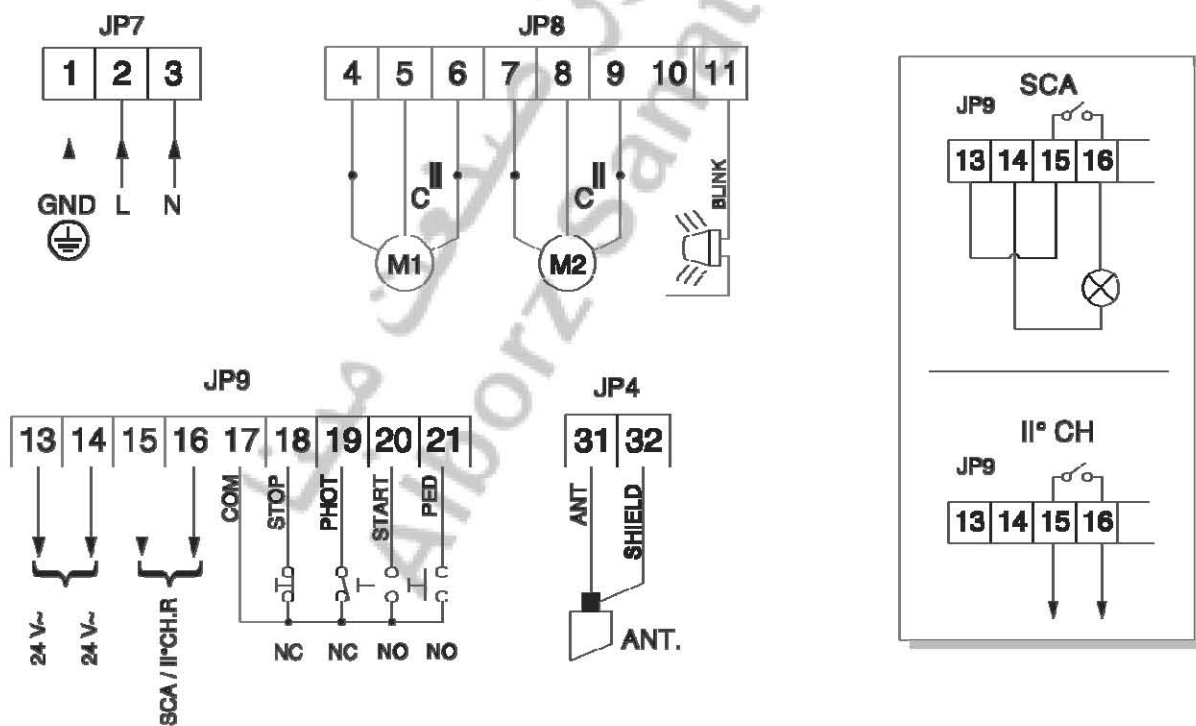 JP7
1 2 3
GND L N
JP8
4 5 6 7 8 9 10 11
C
C
M1
M2
BLINK
JP9
13 14 15 16 17 18 19 20 21
24 V~
24 V~
SCA / II°CH.R
COM
STOP
PHOT
START
PED
NC NC NO NO
JP4
31 32
ANT
SHIELD
ANT.
SCA
JP9
13 14 15 16
II° CH
JP9
13 14 15 16
Alborz Sanat